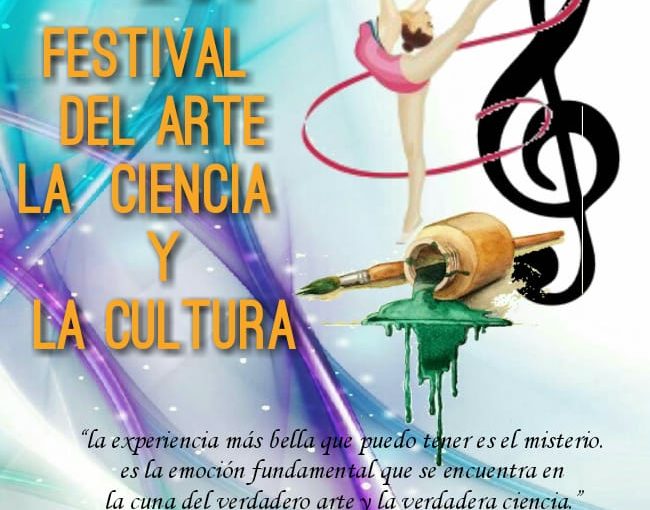 FESTIVAL
DEL ARTE
LA CIENCIA
Y
LA CULTURA
“la experiencia más bella que puedo tener es el misterio.
es la emoción fundamental que se encuentra en
la cuna del verdadero arte y la verdadera ciencia.”